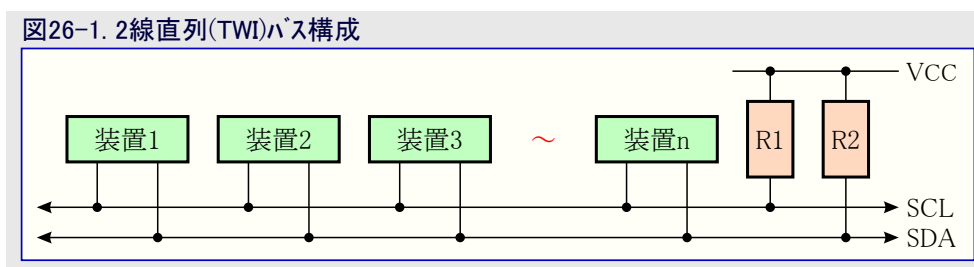 図26-1. 2線直列(TWI)ﾊﾞｽ構成
VCC
装置1 装置2 装置3 ～ 装置n R1 R2
SCL
SDA